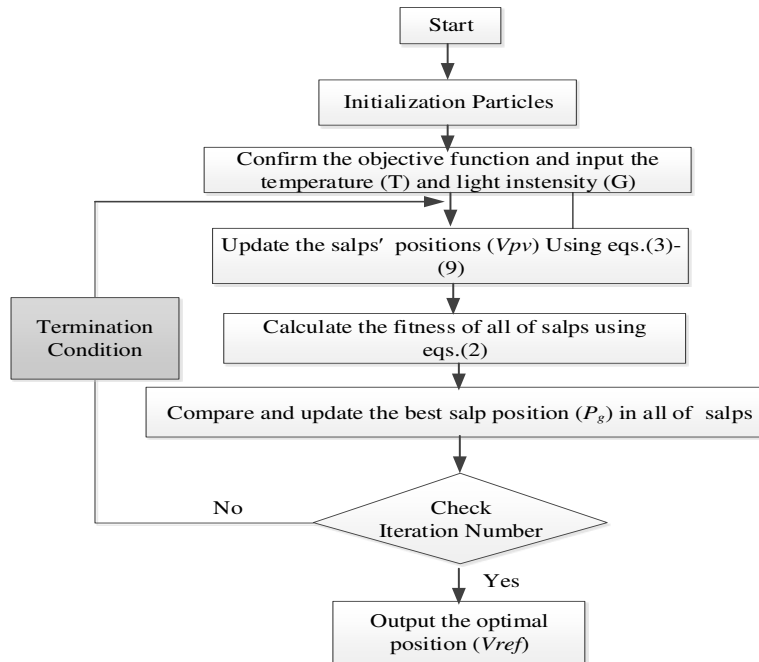 Start
Initialization Particles
Confirm the objective function and input the
temperature (T) and light instensity (G)
Update the salps' positions (Vpv) Using eqs.(3)-
(9)
Termination
Condition
Calculate the fitness of all of salps using
eqs.(2)
Compare and update the best salp position (Pg) in all of salps
No
Check
Iteration Number
Yes
Output the optimal
position (Vref)